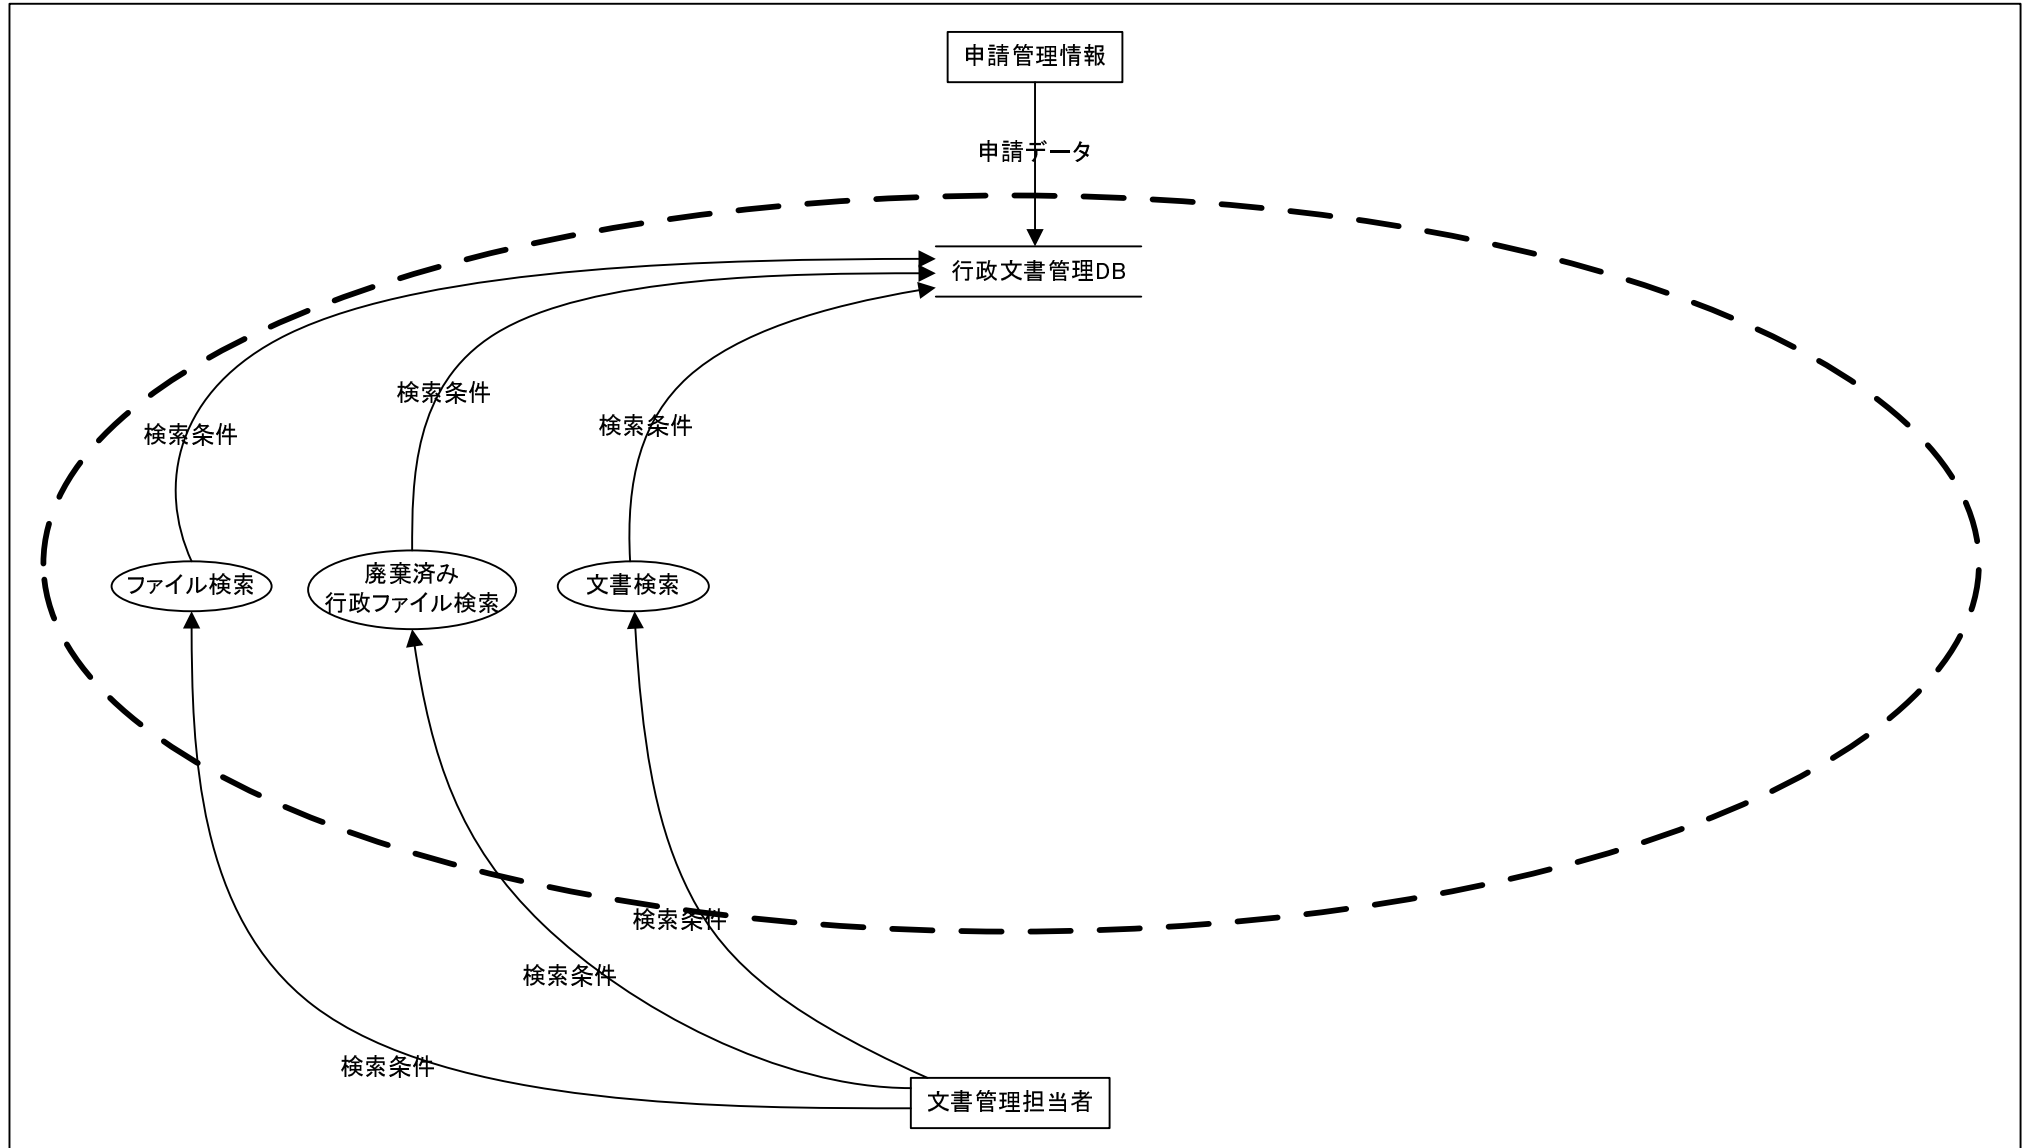 申請管理情報
申請データ
行政文書管理DB
検索条件
検索条件
検索条件
ファイル検索
廃棄済み
行政ファイル検索
文書検索
検索条件
検索条件
検索条件
文書管理担当者